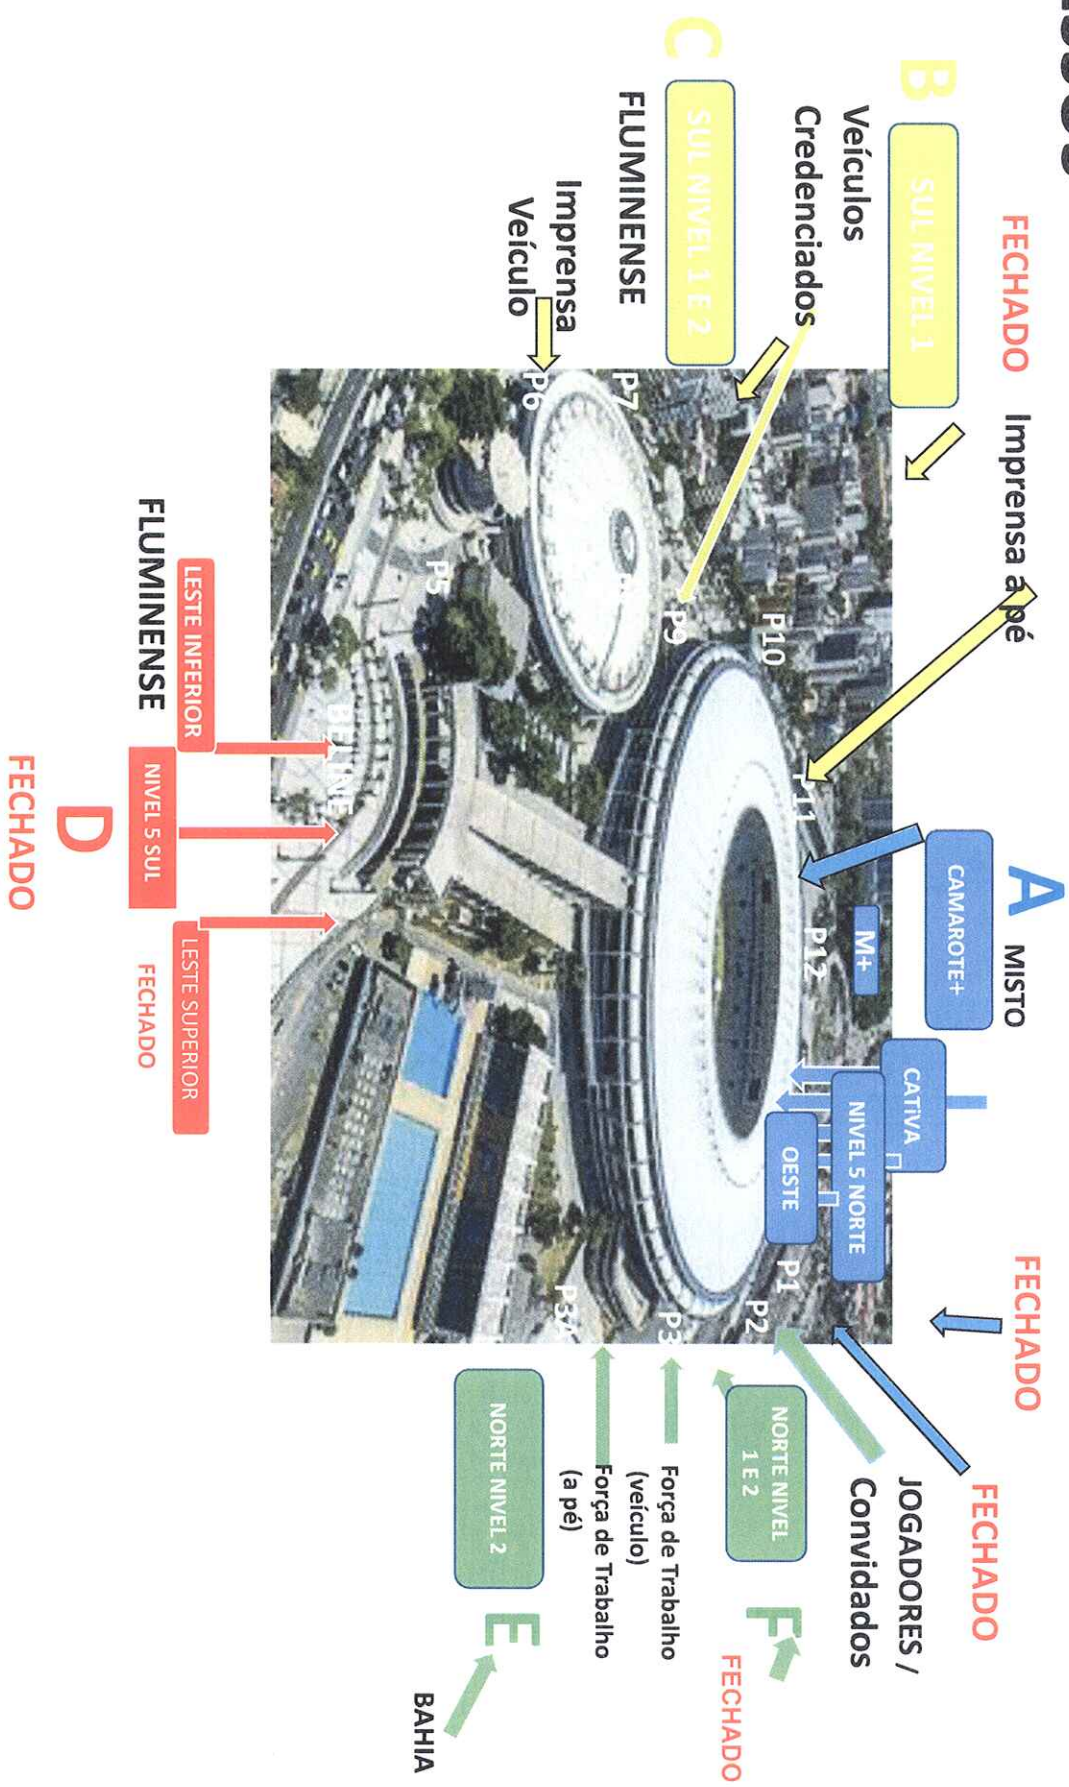 FECHADO
Imprensa a pé
A
MISTO
CAMAROTE+
M+
CATiVA
NIVEL 5 NORTE
OESTE
FECHADO
FECHADO
B
SUL NIVEL 1
Veículos
Credenciados
C
SUL NIVEL 1 E 2
FLUMINENSE
Imprensa
Veículo
JOGADORES /
Convidados
NORTE NIVEL
1 E 2
F
FECHADO
Força de Trabalho
(veículo)
Força de Trabalho
(a pé)
NORTE NIVEL 2
E
BAHIA
P12
P11
P10
P9
P7
P6
P5
P1
P2
P3
BELINE
LESTE INFERIOR
FLUMINENSE
NIVEL 5 SUL
D
FECHADO
LESTE SUPERIOR
FECHADO